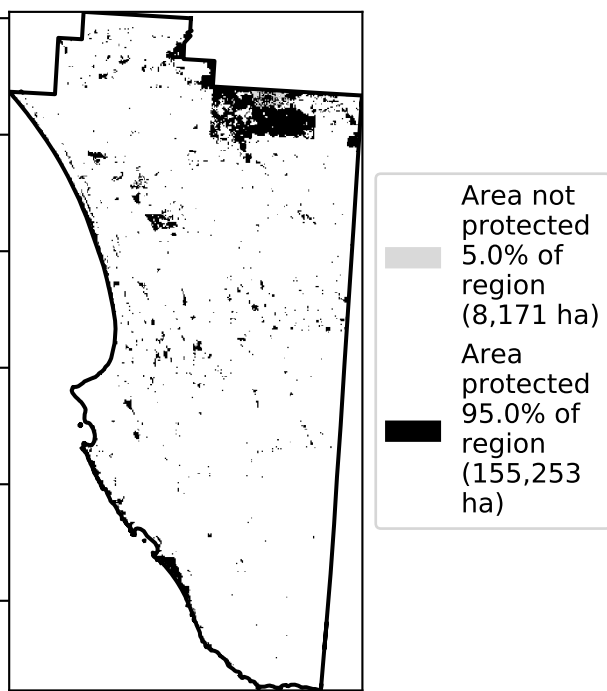 Area not
protected
5.0% of
region
(8,171 ha)
Area
protected
95.0% of
region
(155,253
ha)